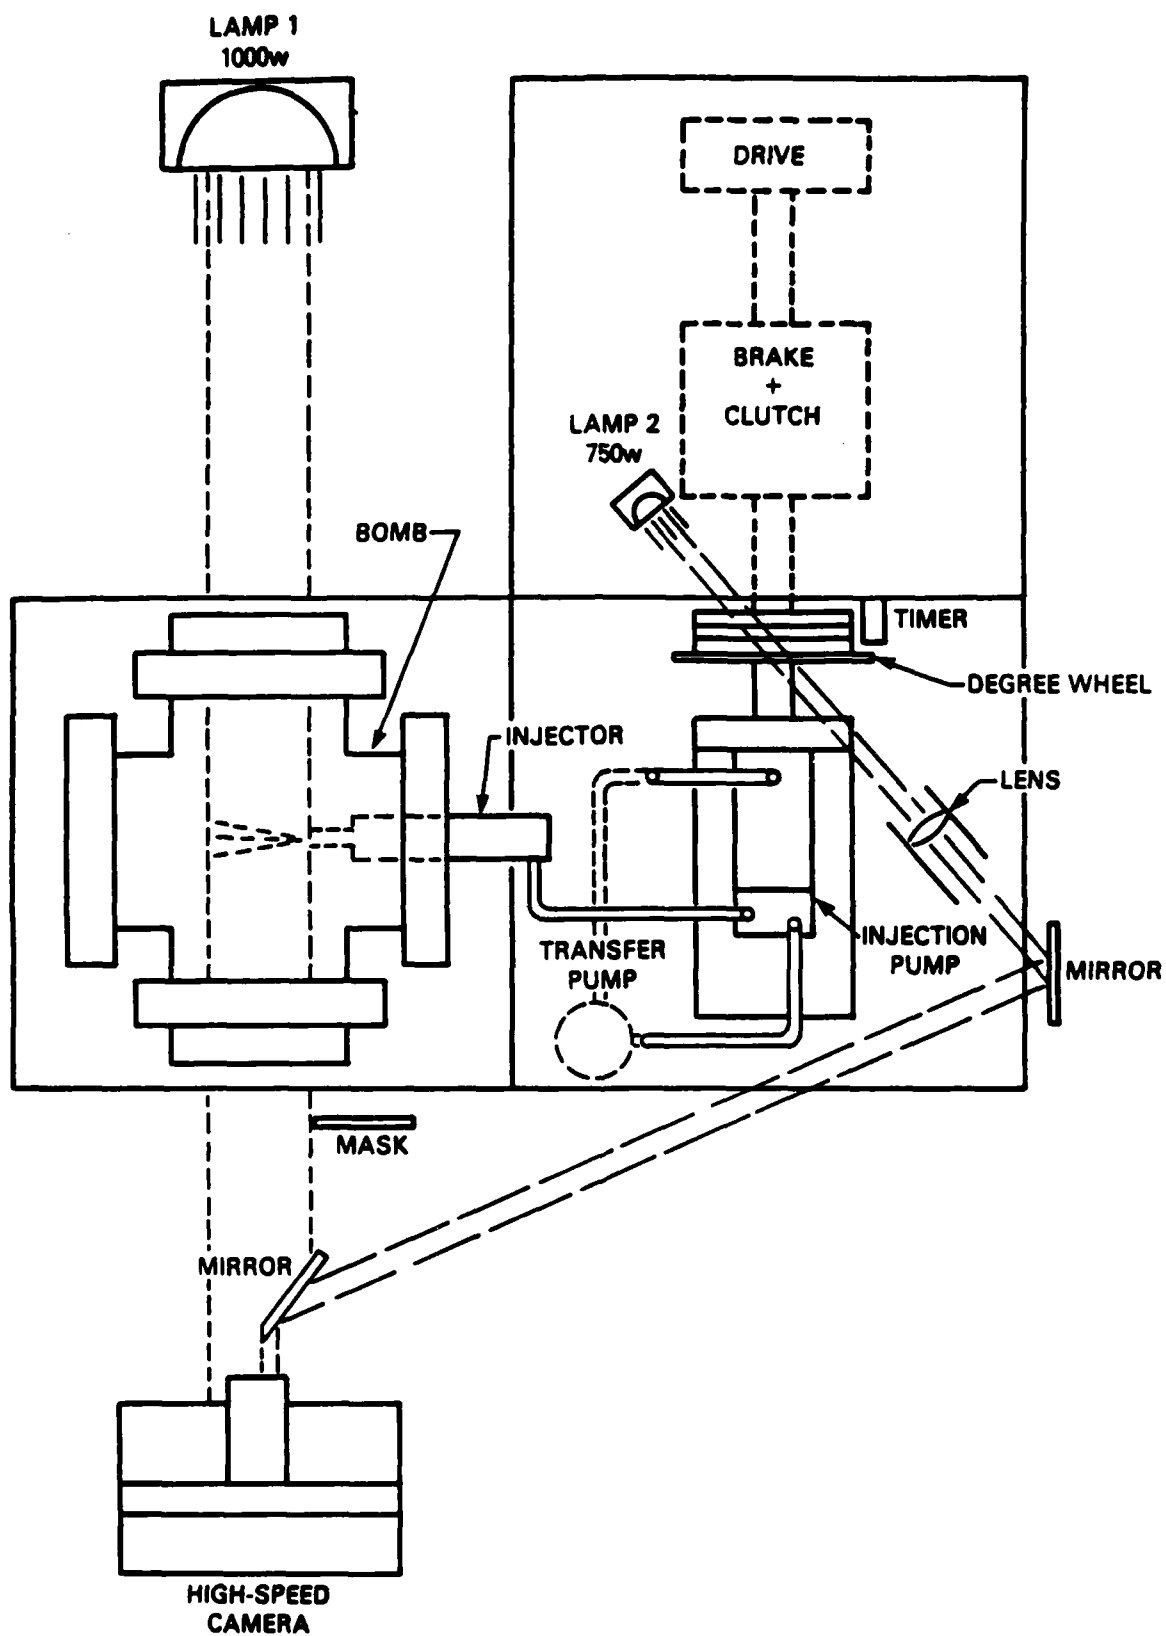 LAMP 1
1000w
DRIVE
BRAKE
+
CLUTCH
LAMP 2
750w
BOMB
TIMER
DEGREE WHEEL
INJECTOR
LENS
INJECTION
PUMP
TRANSFER
PUMP
MIRROR
MASK
MIRROR
HIGH-SPEED
CAMERA